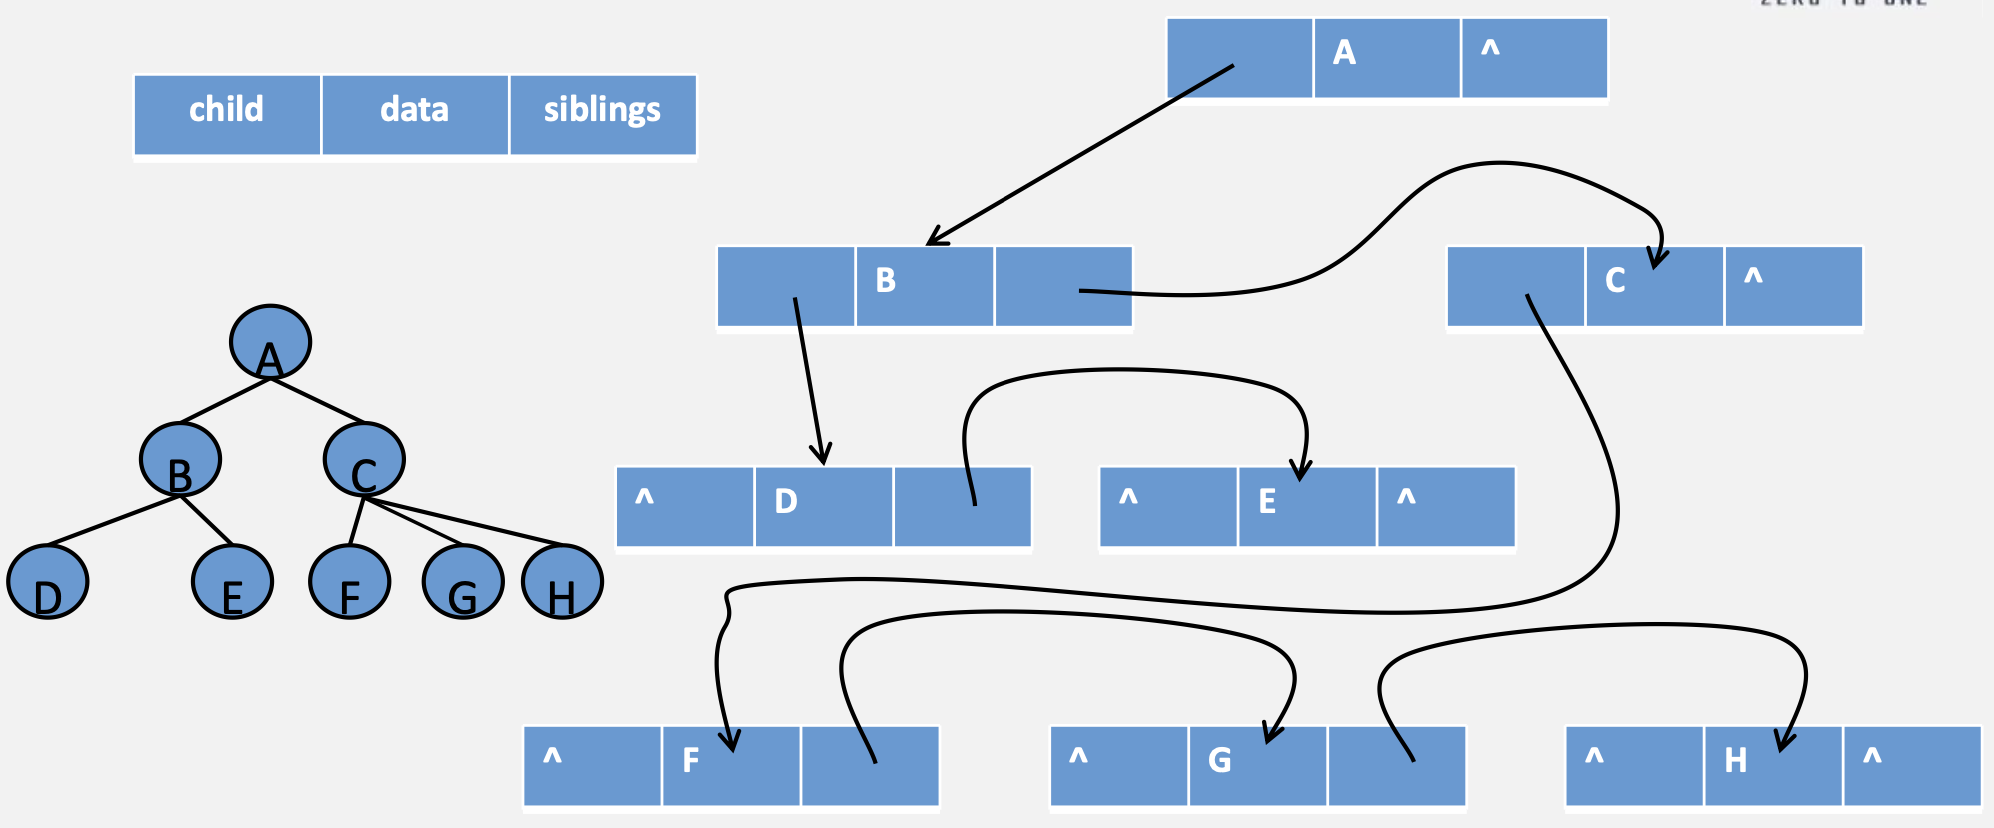 A ^
child data siblings
B
C ^
A
B C
^ D
^ E ^
D E F G H
^ F
^ G
^ H ^